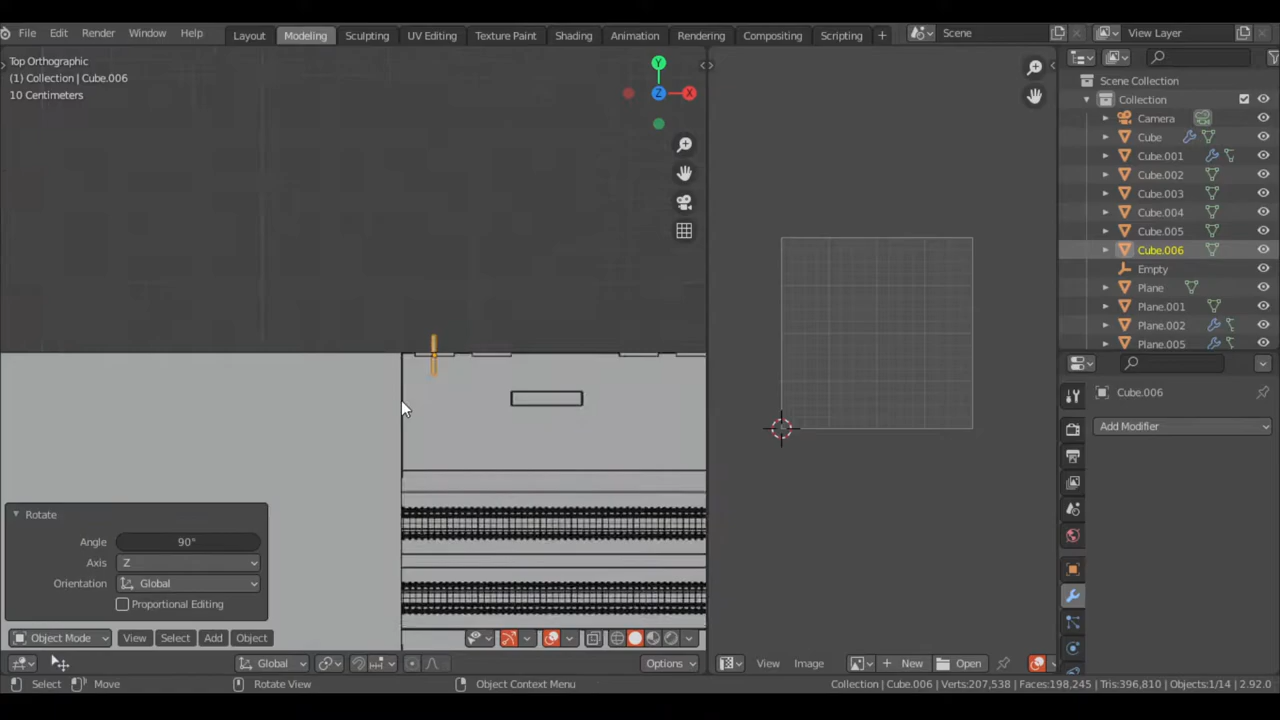 File Edit Render Window Help Layout Modeling Sculpting UV Editing Texture Paint Shading Animation Rendering Compositing Scripting + Scene View Layer
Top Orthographic
(1) Collection | Cube.006
10 Centimeters
Y
X
Z
Scene Collection
Collection
Camera
Cube
Cube.001
Cube.002
Cube.003
Cube.004
Cube.005
Cube.006
Empty
Plane
Plane.001
Plane.002
Plane.005
Cube.006
Add Modifier
Rotate
Angle 90°
Axis Z
Orientation Global
Proportional Editing
Object Mode View Select Add Object
Global Options View Image + New Open
Select Move Rotate View Object Context Menu Collection | Cube.006 | Verts:207,538 | Faces:198,245 | Tris:396,810 | Objects:1/14 | 2.92.0